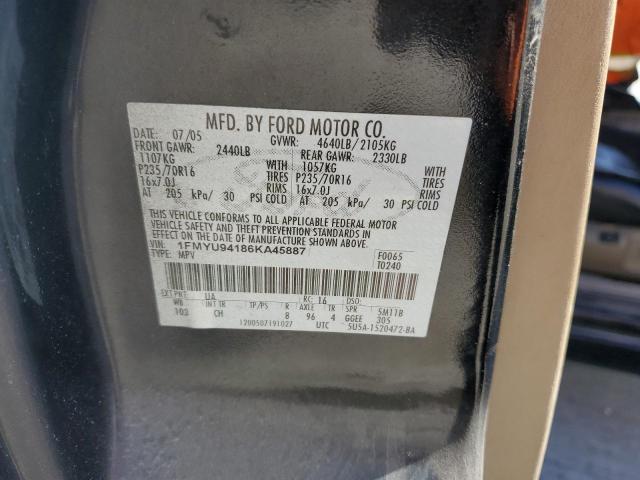 MFD. BY FORD MOTOR CO.
DATE: 07/05 GVWR: 4640LB/2105KG
FRONT GAWR: 2440LB REAR GAWR: 2330LB
1107KG WITH 1057KG WITH
P235/70R16 TIRES P235/70R16 TIRES
16x7.0J RIMS 16x7.0J RIMS
AT 205 kPa/ 30 PSI COLD AT 205 kPa/ 30 PSI COLD
THIS VEHICLE CONFORMS TO ALL APPLICABLE FEDERAL MOTOR
VEHICLE SAFETY AND THEFT PREVENTION STANDARDS IN EFFECT
ON THE DATE OF MANUFACTURE SHOWN ABOVE.
VIN: 1FMYU94186KA45887 F0065
TYPE: MPV T0240
EXT PNT: UA RC: 16 DSO:
WB INT TR TP/PS R AXLE TR SPR 5M11B
103 CH 8 96 4 GGEE 305
1200507191027 UTC 5U5A-1520472-BA
Ford